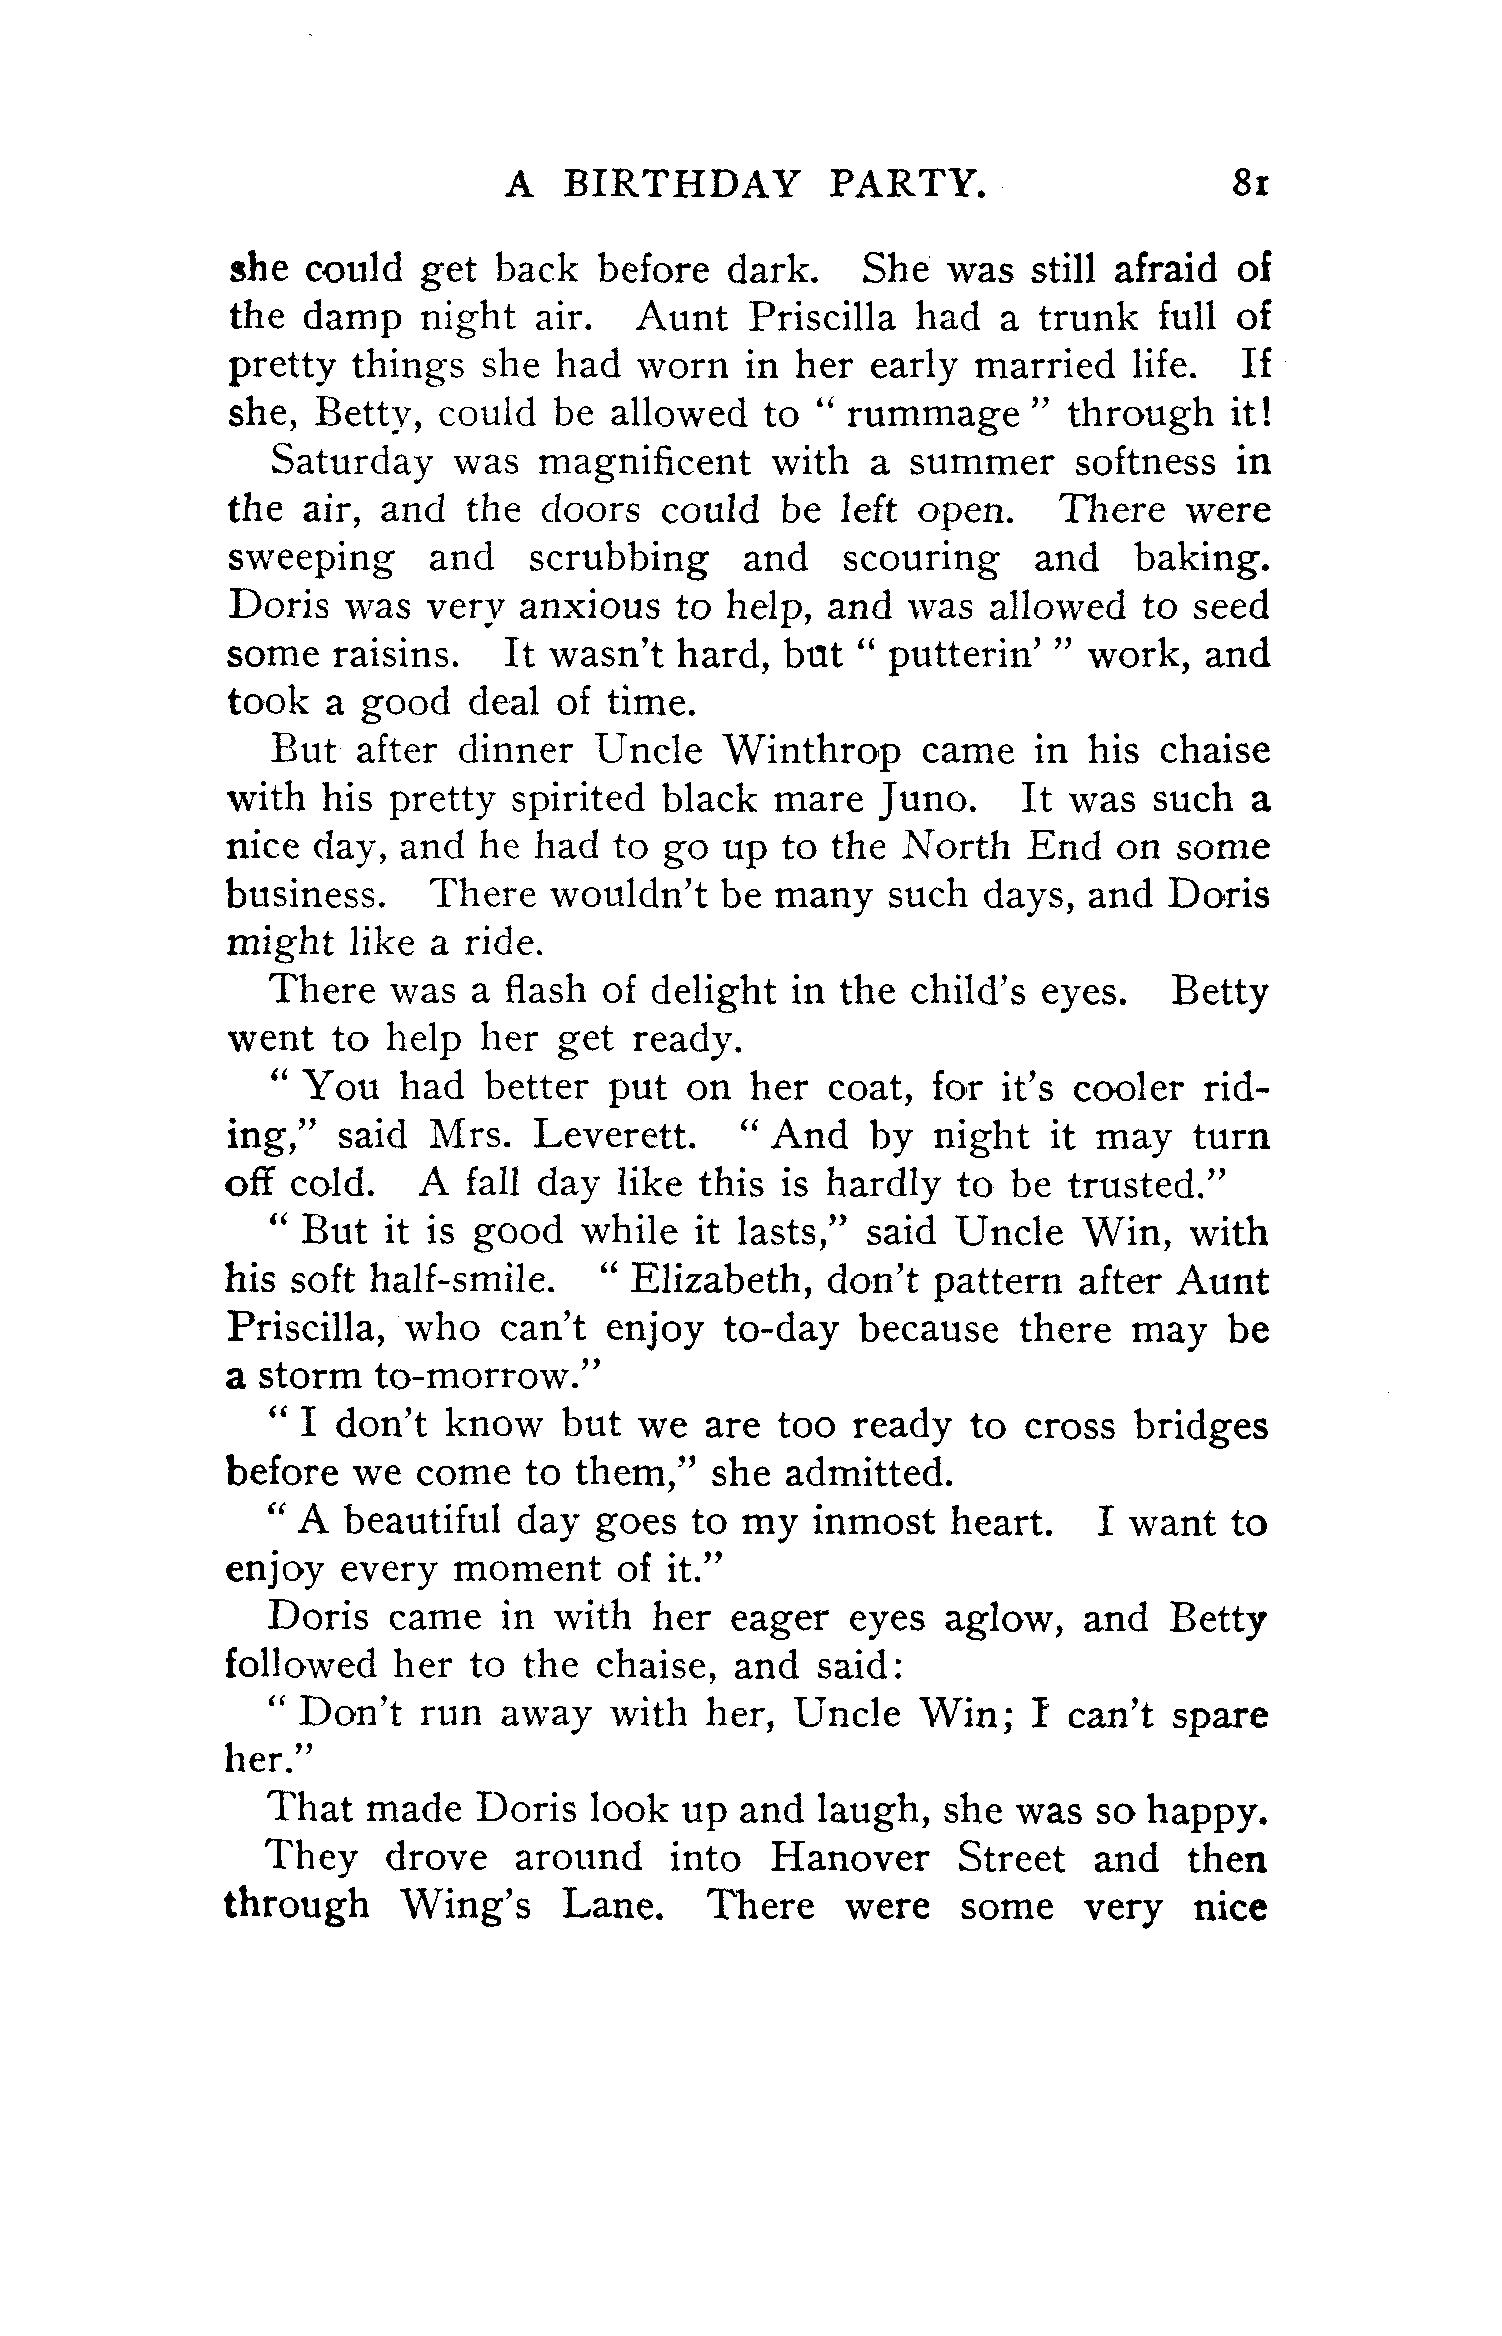 A BIRTHDAY PARTY. 81
she could get back before dark. She was still afraid of
the damp night air. Aunt Priscilla had a trunk full of
pretty things she had worn in her early married life. If
she, Betty, could be allowed to " rummage " through it!
Saturday was magnificent with a summer softness in
the air, and the doors could be left open. There were
sweeping and scrubbing and scouring and baking.
Doris was very anxious to help, and was allowed to seed
some raisins. It wasn't hard, but " putterin' " work, and
took a good deal of time.
But after dinner Uncle Winthrop came in his chaise
with his pretty spirited black mare Juno. It was such a
nice day, and he had to go up to the North End on some
business. There wouldn't be many such days, and Doris
might like a ride.
There was a flash of delight in the child's eyes. Betty
went to help her get ready.
" You had better put on her coat, for it's cooler rid-
ing," said Mrs. Leverett. " And by night it may turn
off cold. A fall day like this is hardly to be trusted."
" But it is good while it lasts," said Uncle Win, with
his soft half-smile. " Elizabeth, don't pattern after Aunt
Priscilla, who can't enjoy to-day because there may be
a storm to-morrow."
" I don't know but we are too ready to cross bridges
before we come to them," she admitted.
" A beautiful day goes to my inmost heart. I want to
enjoy every moment of it."
Doris came in with her eager eyes aglow, and Betty
followed her to the chaise, and said:
" Don't run away with her, Uncle Win; I can't spare
her."
That made Doris look up and laugh, she was so happy.
They drove around into Hanover Street and then
through Wing's Lane. There were some very nice